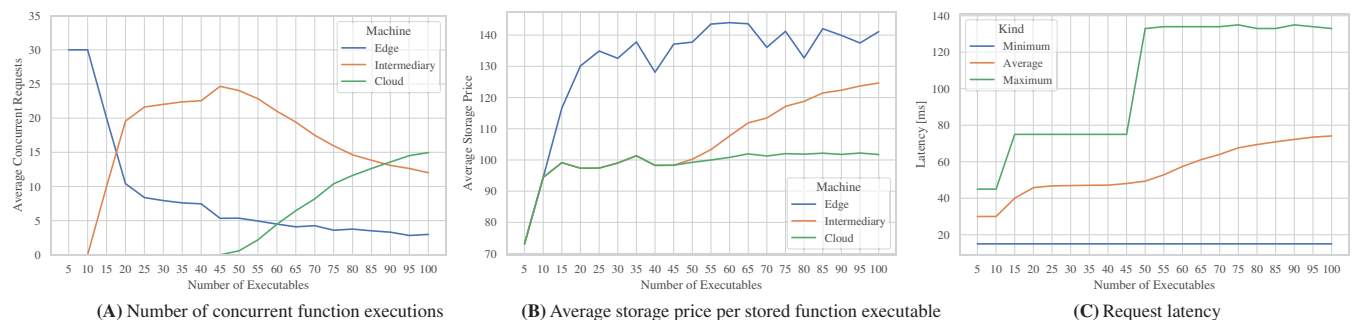 35
30
25
20
15
10
5
0
Average Concurrent Requests
Machine
Edge
Intermediary
Cloud
5 10 15 20 25 30 35 40 45 50 55 60 65 70 75 80 85 90 95 100
Number of Executables
(A) Number of concurrent function executions
140
130
120
110
100
90
80
70
Average Storage Price
Machine
Edge
Intermediary
Cloud
5 10 15 20 25 30 35 40 45 50 55 60 65 70 75 80 85 90 95 100
Number of Executables
(B) Average storage price per stored function executable
140
120
100
80
60
40
20
Latency [ms]
Kind
Minimum
Average
Maximum
5 10 15 20 25 30 35 40 45 50 55 60 65 70 75 80 85 90 95 100
Number of Executables
(C) Request latency